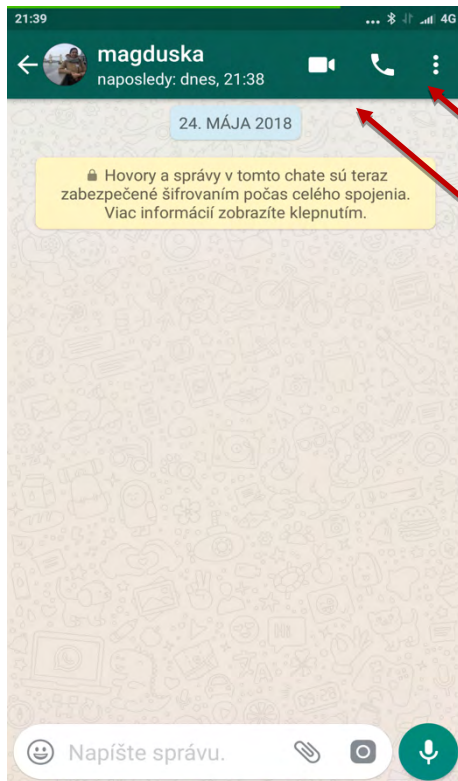 21:39
4G
magduska
naposledy: dnes, 21:38
24. MÁJA 2018
Hovory a správy v tomto chate sú teraz
zabezpečené šifrovaním počas celého spojenia.
Viac informácií zobrazíte klepnutím.
Napíšte správu.